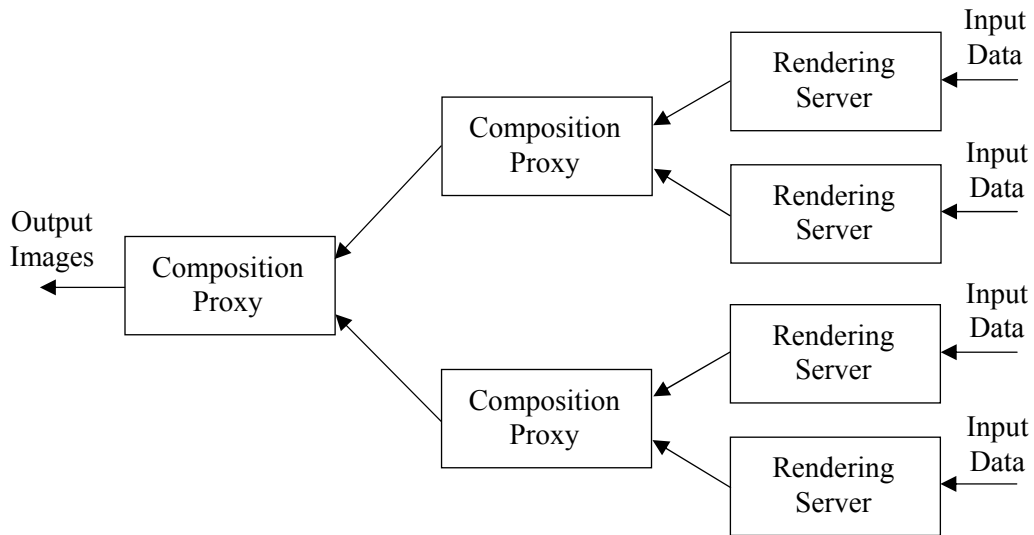 Input
Data
Rendering
Server
Composition
Proxy
Input
Data
Rendering
Server
Output
Images
Composition
Proxy
Input
Data
Rendering
Server
Composition
Proxy
Input
Data
Rendering
Server